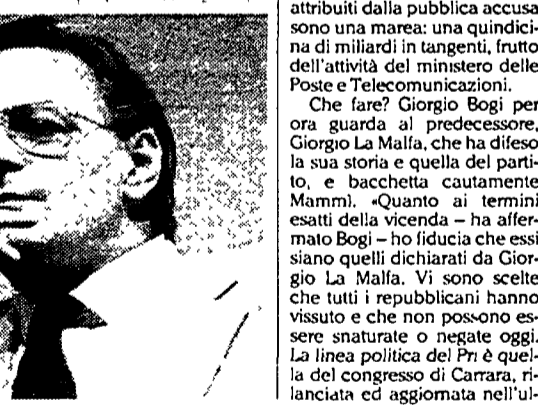 attribuiti dalla pubblica accusa
sono una marea: una quindici-
na di miliardi in tangenti, frutto
dell'attività del ministero delle
Poste e Telecomunicazioni.
Che fare? Giorgio Bogi per
ora guarda al predecessore,
Giorgio La Malfa, che ha difeso
la sua storia e quella del parti-
to, e bacchetta cautamente
Mammì. «Quanto ai termini
esatti della vicenda – ha affer-
mato Bogi – ho fiducia che essi
siano quelli dichiarati da Gior-
gio La Malfa. Vi sono scelte
che tutti i repubblicani hanno
vissuto e che non possono es-
sere snaturate o negate oggi.
La linea politica del Pri è quel-
la del congresso di Carrara, ri-
lanciata ed aggiornata nell'ul-